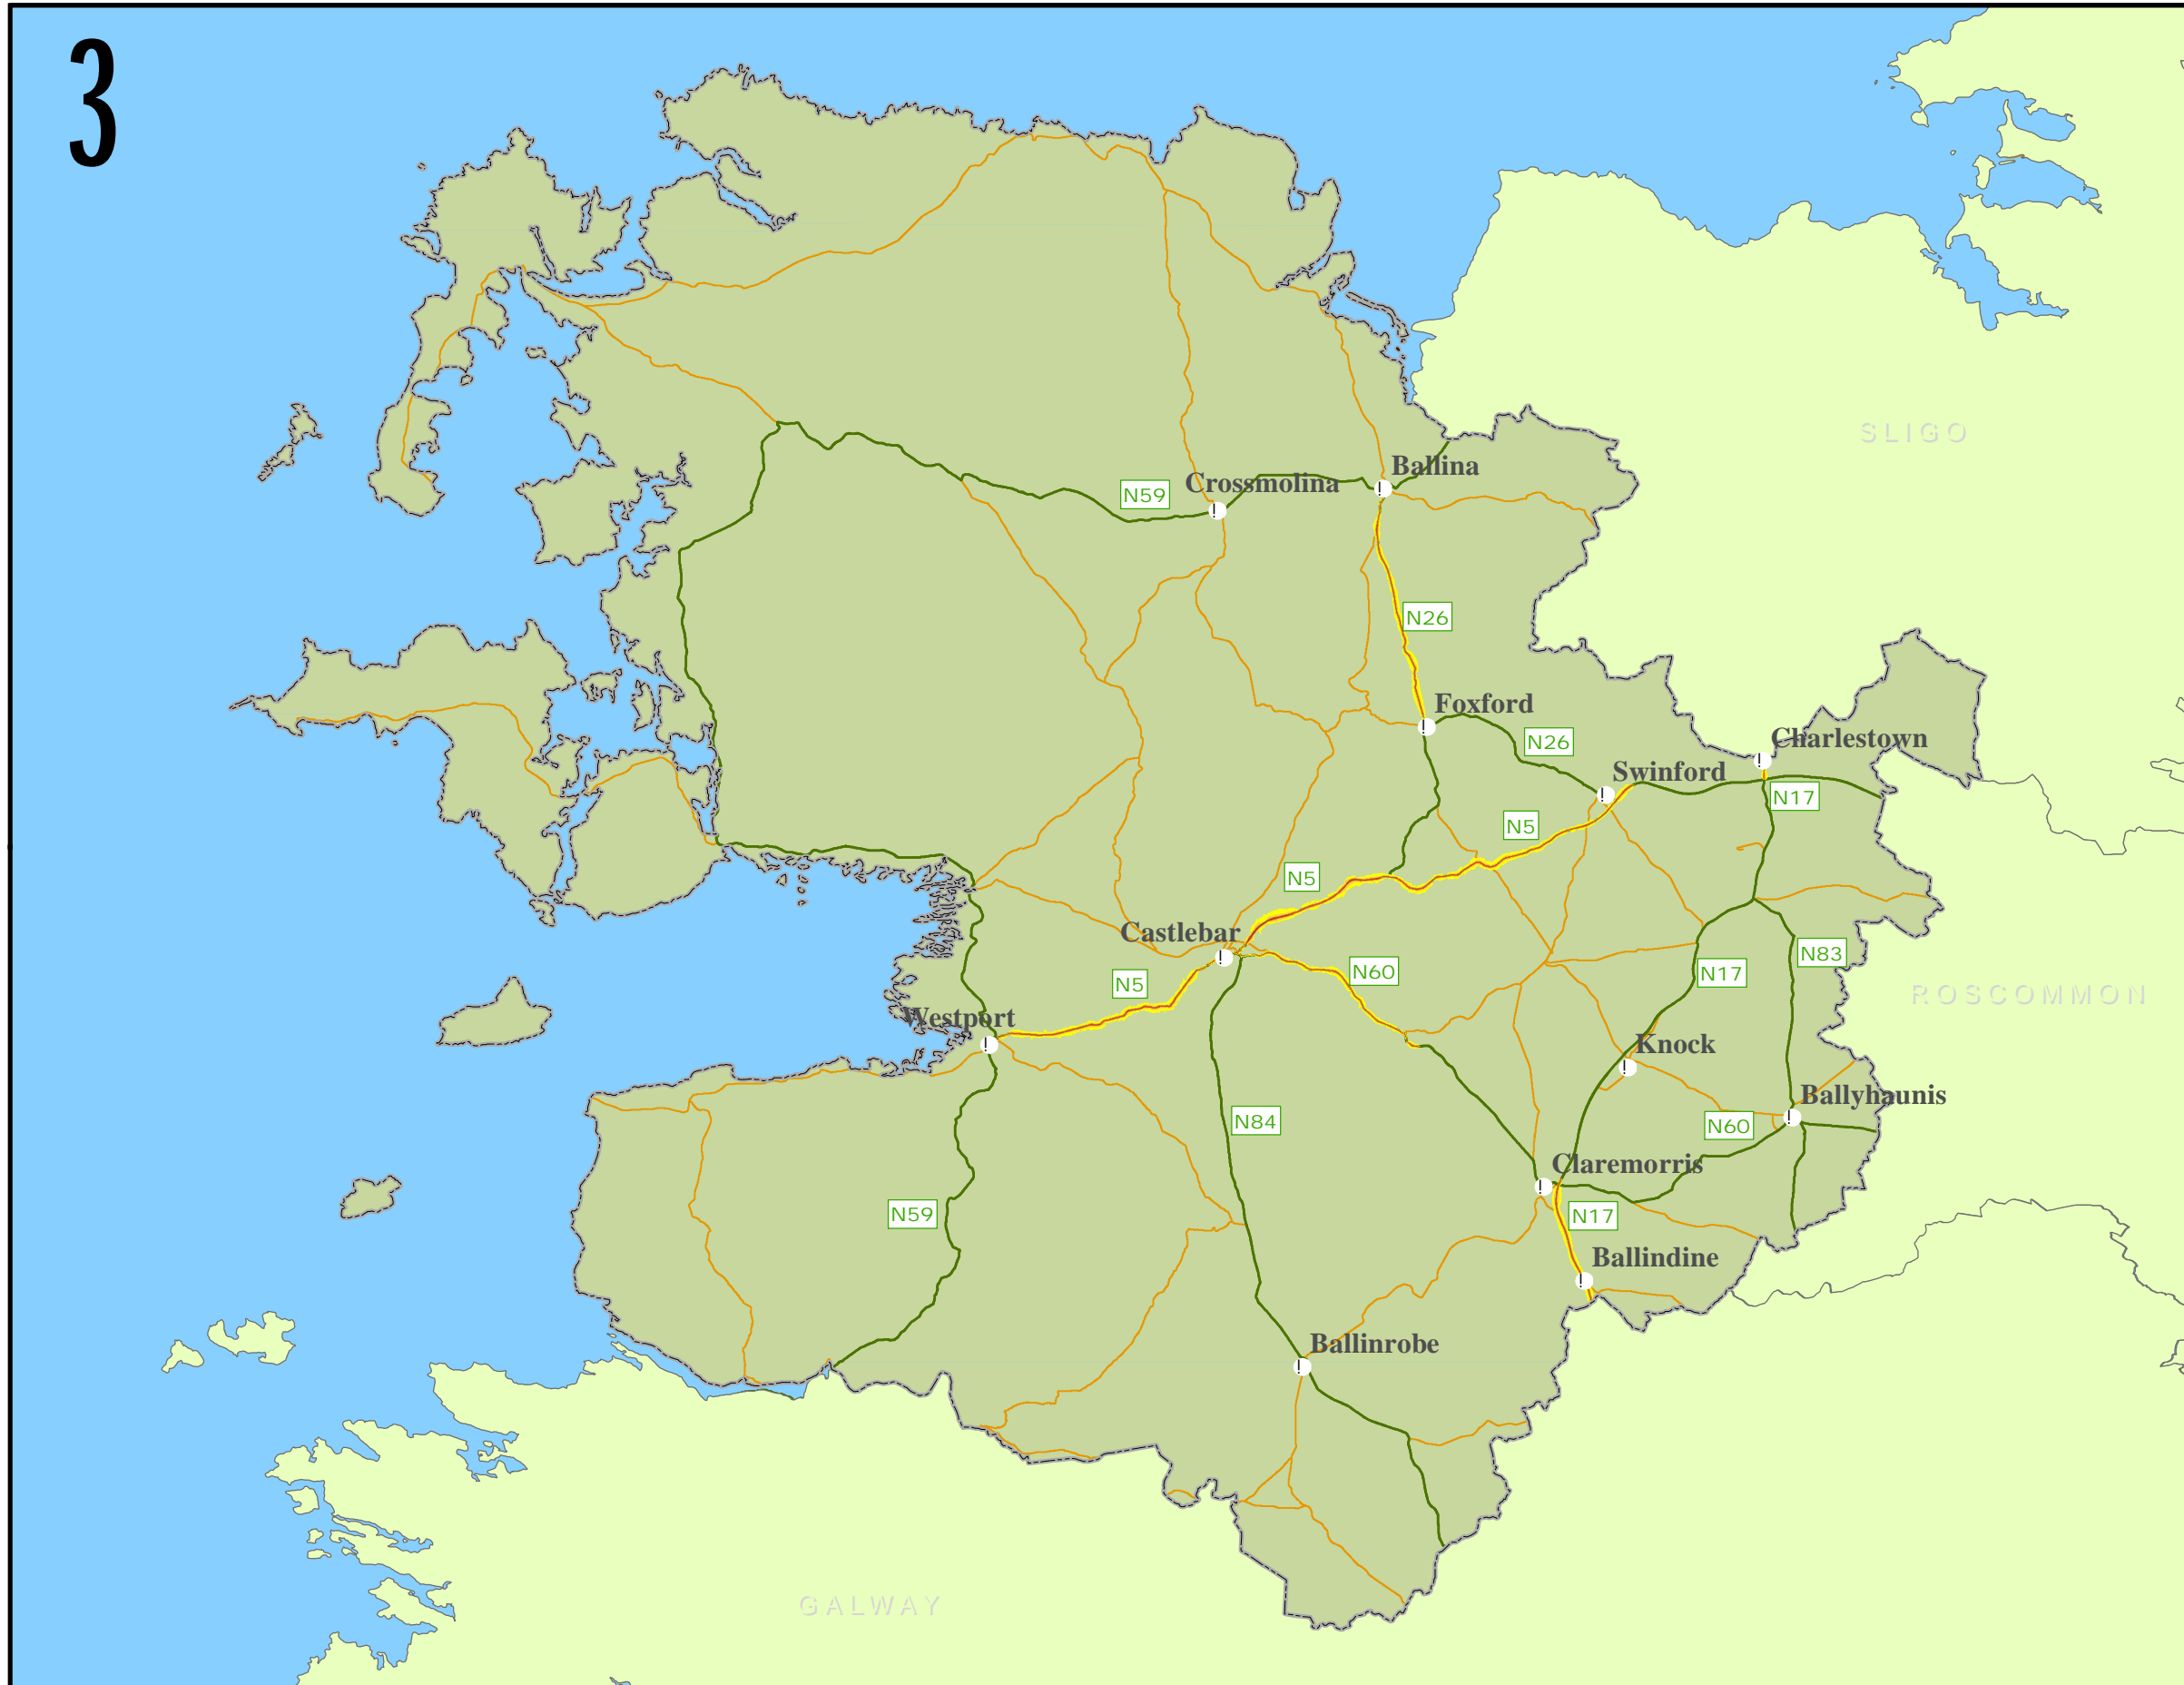 3
SLIGO
Ballina
Crossmolina
N59
N26
Foxford
N26
Charlestown
Swinford
N17
N5
N5
Castlebar
N83
N60
N17
N5
ROSCOMMON
Westport
Knock
Ballyhaunis
N84
N60
Claremorris
N59
N17
Ballindine
Ballinrobe
GALWAY